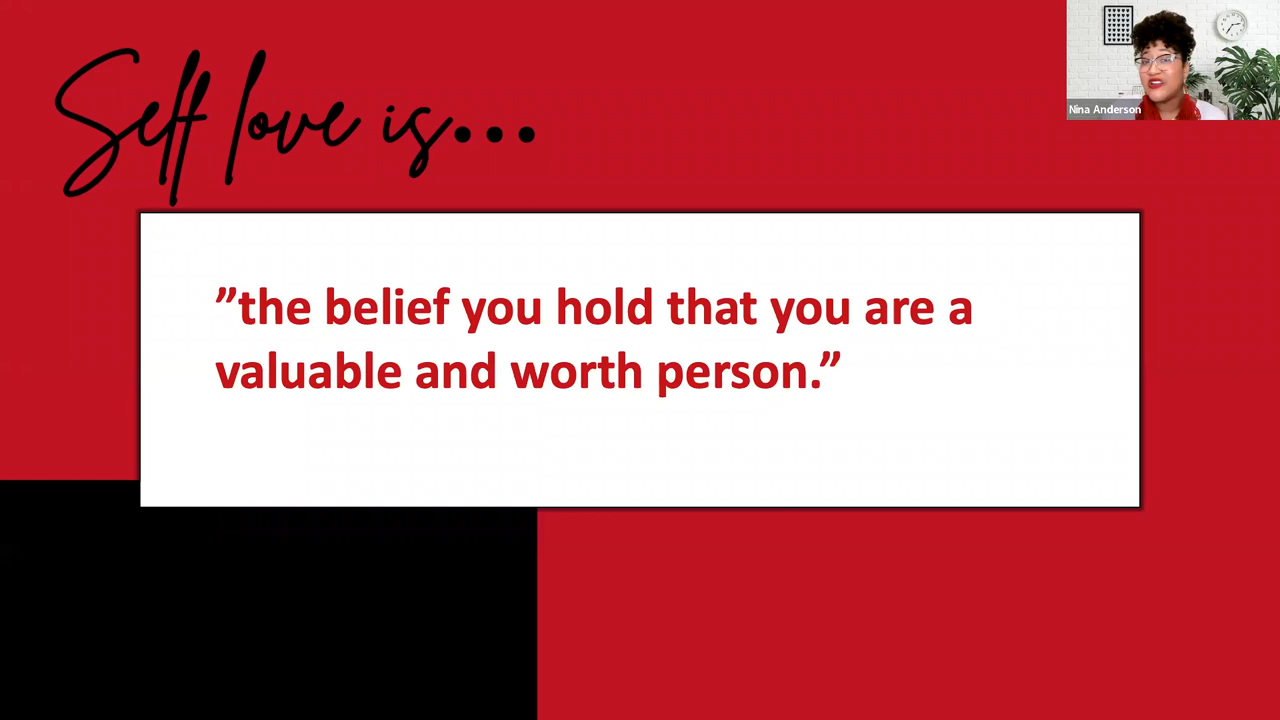 Self love is...
Nina Anderson
”the belief you hold that you are a
valuable and worth person.”